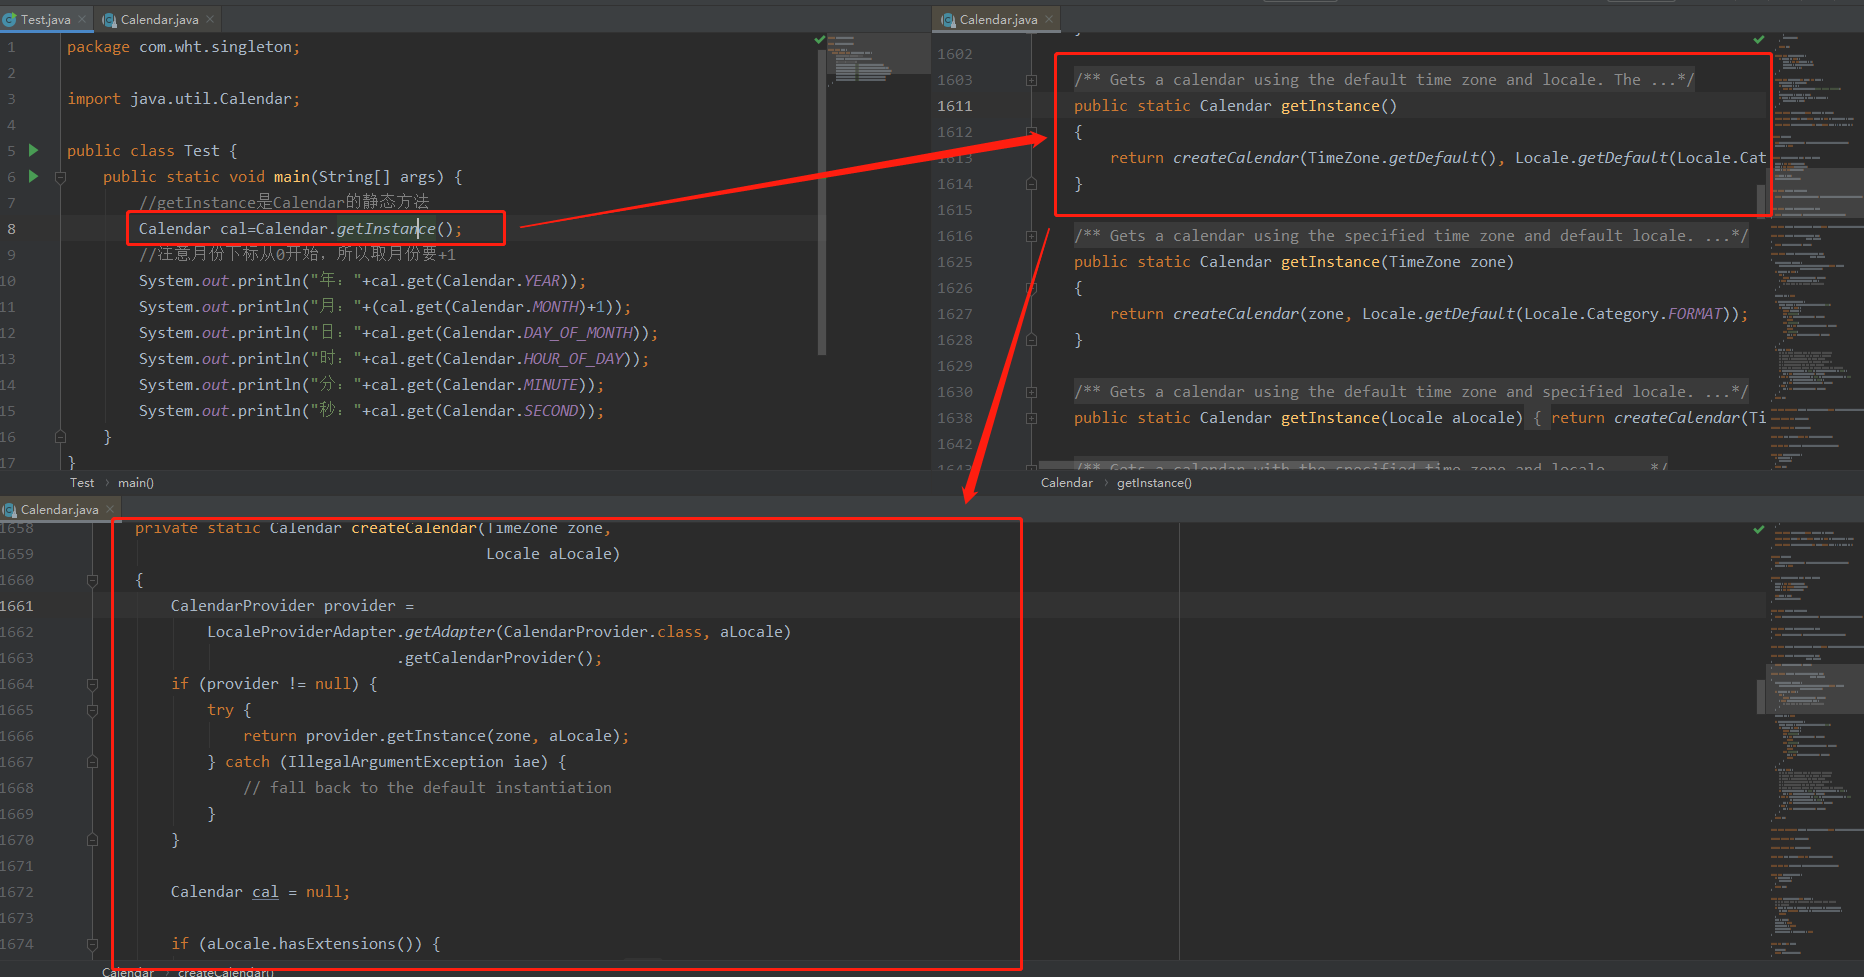 Test.java
Calendar.java
1 package com.wht.singleton;
2
3 import java.util.Calendar;
4
5 public class Test {
6 public static void main(String[] args) {
7 //getInstance是Calendar的静态方法
8 Calendar cal=Calendar.getInstance();
9 //注意月份下标从0开始，所以取月份要+1
10 System.out.println("年："+cal.get(Calendar.YEAR));
11 System.out.println("月："+(cal.get(Calendar.MONTH)+1));
12 System.out.println("日："+cal.get(Calendar.DAY_OF_MONTH));
13 System.out.println("时："+cal.get(Calendar.HOUR_OF_DAY));
14 System.out.println("分："+cal.get(Calendar.MINUTE));
15 System.out.println("秒："+cal.get(Calendar.SECOND));
16 }
17 }
Test > main()
Calendar.java
1602
1603 /** Gets a calendar using the default time zone and locale. The ...*/
1611 public static Calendar getInstance()
1612 {
1613 return createCalendar(TimeZone.getDefault(), Locale.getDefault(Locale.Cat
1614 }
1615
1616 /** Gets a calendar using the specified time zone and default locale. ...*/
1625 public static Calendar getInstance(TimeZone zone)
1626 {
1627 return createCalendar(zone, Locale.getDefault(Locale.Category.FORMAT));
1628 }
1629
1630 /** Gets a calendar using the default time zone and specified locale. ...*/
1638 public static Calendar getInstance(Locale aLocale) { return createCalendar(Ti
1642
1643 /** Gets a calendar with the specified time zone and locale. ...*/
Calendar > getInstance()
Calendar.java
1658 private static Calendar createCalendar(TimeZone zone,
1659 Locale aLocale)
1660 {
1661 CalendarProvider provider =
1662 LocaleProviderAdapter.getAdapter(CalendarProvider.class, aLocale)
1663 .getCalendarProvider();
1664 if (provider != null) {
1665 try {
1666 return provider.getInstance(zone, aLocale);
1667 } catch (IllegalArgumentException iae) {
1668 // fall back to the default instantiation
1669 }
1670 }
1671
1672 Calendar cal = null;
1673
1674 if (aLocale.hasExtensions()) {
Calendar > createCalendar()